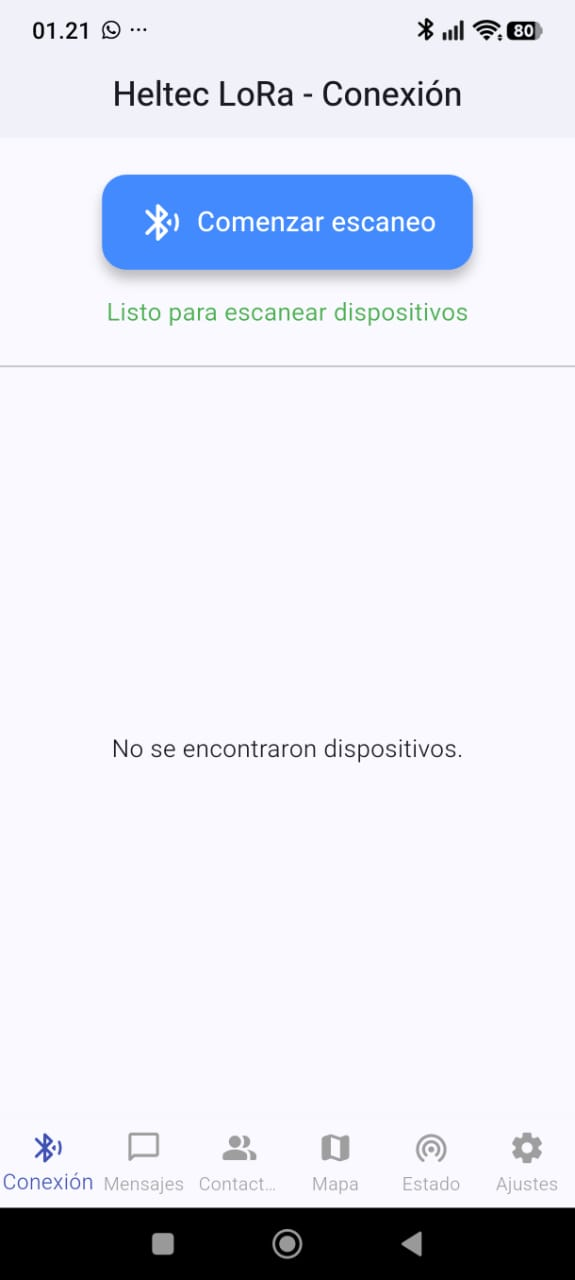 01.21 ...
80
Heltec LoRa - Conexión
Comenzar escaneo
Listo para escanear dispositivos
No se encontraron dispositivos.
Conexión Mensajes Contact... Mapa Estado Ajustes